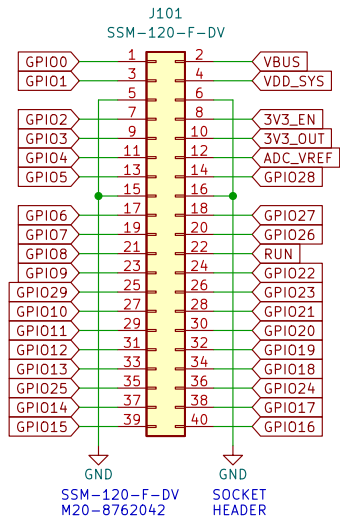 J101
SSM-120-F-DV
GPIO0 1 2 VBUS
GPIO1 3 4 VDD_SYS
5 6
GPIO2 7 8 3V3_EN
GPIO3 9 10 3V3_OUT
GPIO4 11 12 ADC_VREF
GPIO5 13 14 GPIO28
15 16
GPIO6 17 18 GPIO27
GPIO7 19 20 GPIO26
GPIO8 21 22 RUN
GPIO9 23 24 GPIO22
GPIO29 25 26 GPIO23
GPIO10 27 28 GPIO21
GPIO11 29 30 GPIO20
GPIO12 31 32 GPIO19
GPIO13 33 34 GPIO18
GPIO25 35 36 GPIO24
GPIO14 37 38 GPIO17
GPIO15 39 40 GPIO16
GND GND
SSM-120-F-DV SOCKET
M20-8762042 HEADER